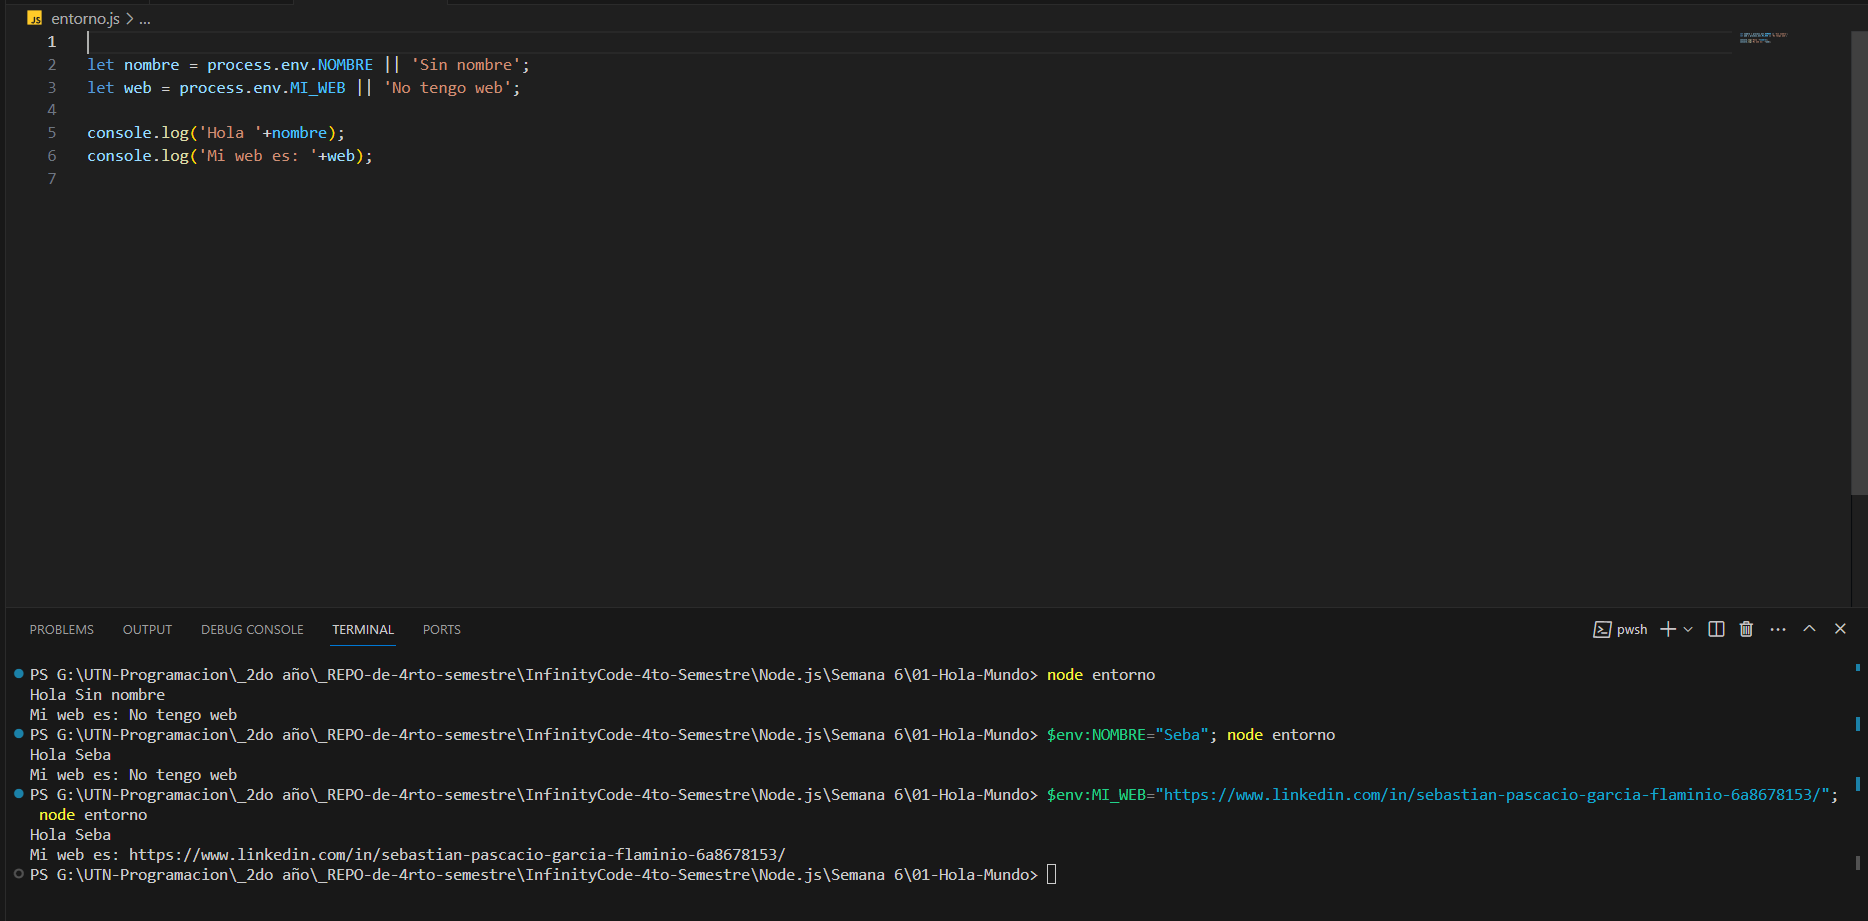 JS entorno.js > ...
1
2 let nombre = process.env.NOMBRE || 'Sin nombre';
3 let web = process.env.MI_WEB || 'No tengo web';
4
5 console.log('Hola '+nombre);
6 console.log('Mi web es: '+web);
7
PROBLEMS OUTPUT DEBUG CONSOLE TERMINAL PORTS pwsh
PS G:\UTN-Programacion\_2do año\_REPO-de-4rto-semestre\InfinityCode-4to-Semestre\Node.js\Semana 6\01-Hola-Mundo> node entorno
Hola Sin nombre
Mi web es: No tengo web
PS G:\UTN-Programacion\_2do año\_REPO-de-4rto-semestre\InfinityCode-4to-Semestre\Node.js\Semana 6\01-Hola-Mundo> $env:NOMBRE="Seba"; node entorno
Hola Seba
Mi web es: No tengo web
PS G:\UTN-Programacion\_2do año\_REPO-de-4rto-semestre\InfinityCode-4to-Semestre\Node.js\Semana 6\01-Hola-Mundo> $env:MI_WEB="https://www.linkedin.com/in/sebastian-pascacio-garcia-flaminio-6a8678153/";
node entorno
Hola Seba
Mi web es: https://www.linkedin.com/in/sebastian-pascacio-garcia-flaminio-6a8678153/
PS G:\UTN-Programacion\_2do año\_REPO-de-4rto-semestre\InfinityCode-4to-Semestre\Node.js\Semana 6\01-Hola-Mundo>